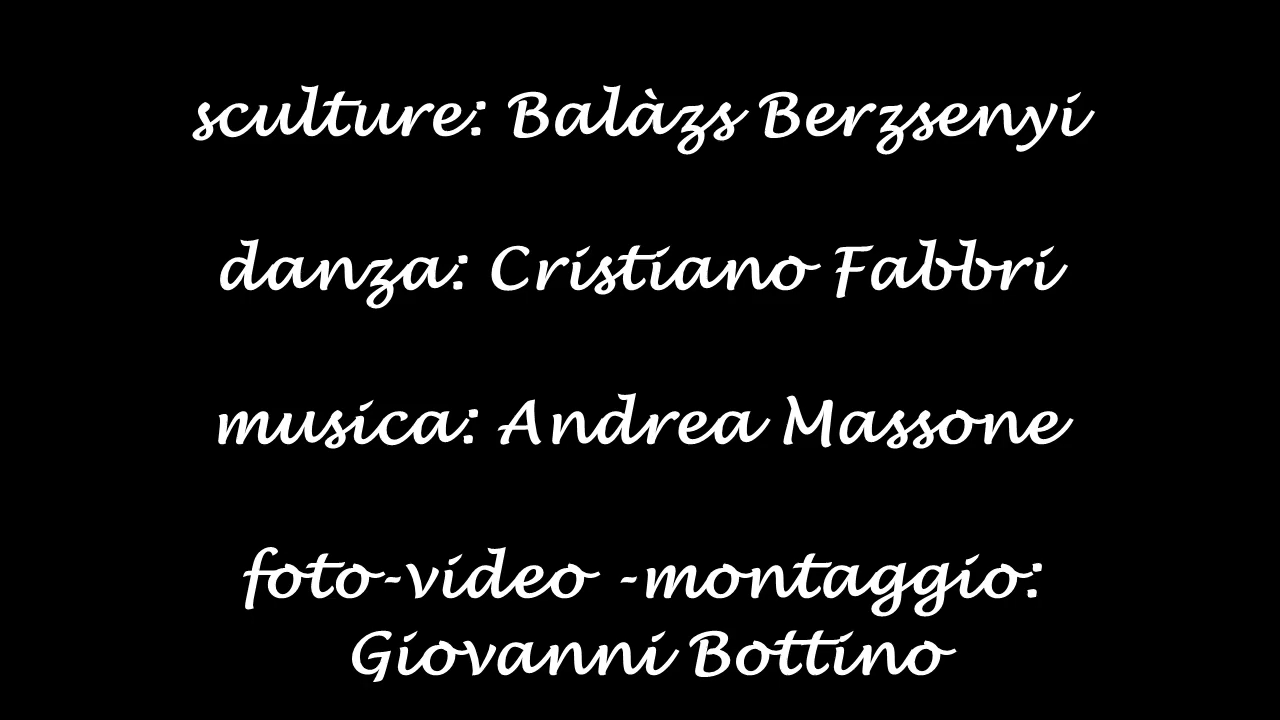 sculture: Balàzs Berzsenyi
danza: Cristiano Fabbri
musica: Andrea Massone
foto-video -montaggio:
Giovanni Bottino